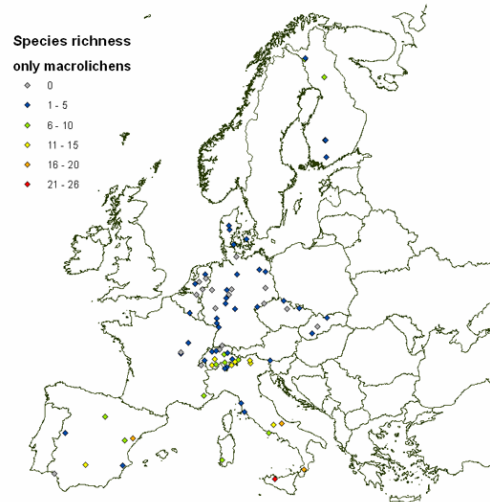 Species richness
only macrolichens
0
1 - 5
6 - 10
11 - 15
16 - 20
21 - 26